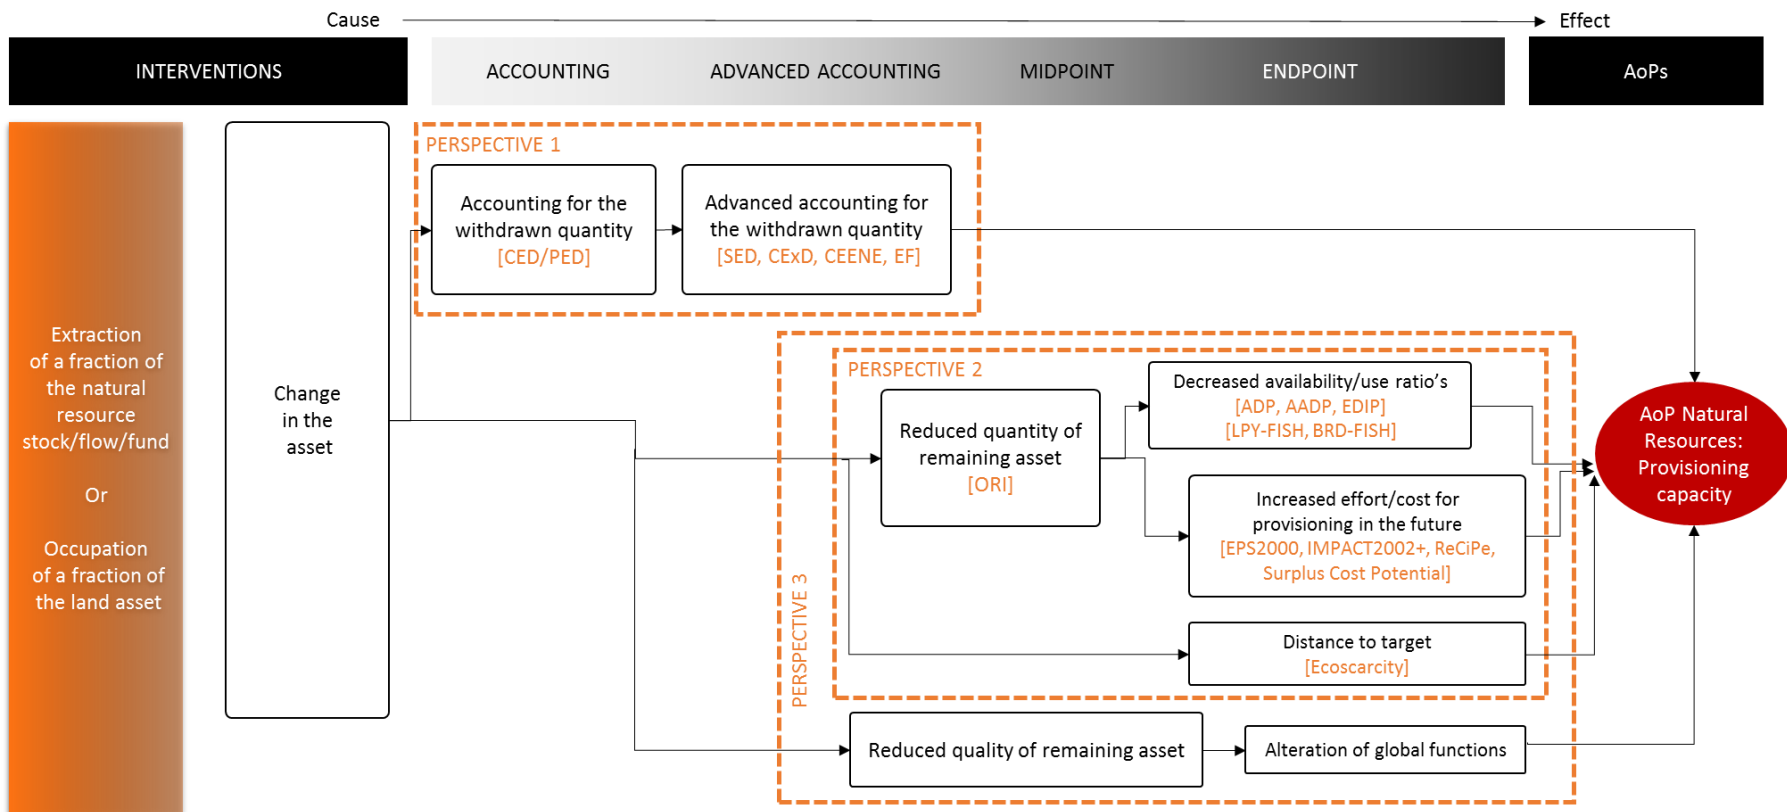 Cause
Effect
INTERVENTIONS
ACCOUNTING
ADVANCED ACCOUNTING
MIDPOINT
ENDPOINT
AoPs
Extraction
of a fraction of
the natural
resource
stock/flow/fund
Or
Occupation
of a fraction of
the land asset
Change
in the
asset
PERSPECTIVE 1
Accounting for the
withdrawn quantity
[CED/PED]
Advanced accounting for
the withdrawn quantity
[SED, CExD, CEENE, EF]
PERSPECTIVE 3
PERSPECTIVE 2
Reduced quantity of
remaining asset
[ORI]
Decreased availability/use ratio's
[ADP, AADP, EDIP]
[LPY-FISH, BRD-FISH]
Increased effort/cost for
provisioning in the future
[EPS2000, IMPACT2002+, ReCiPe,
Surplus Cost Potential]
Distance to target
[Ecoscarcity]
Reduced quality of remaining asset
Alteration of global functions
AoP Natural
Resources:
Provisioning
capacity